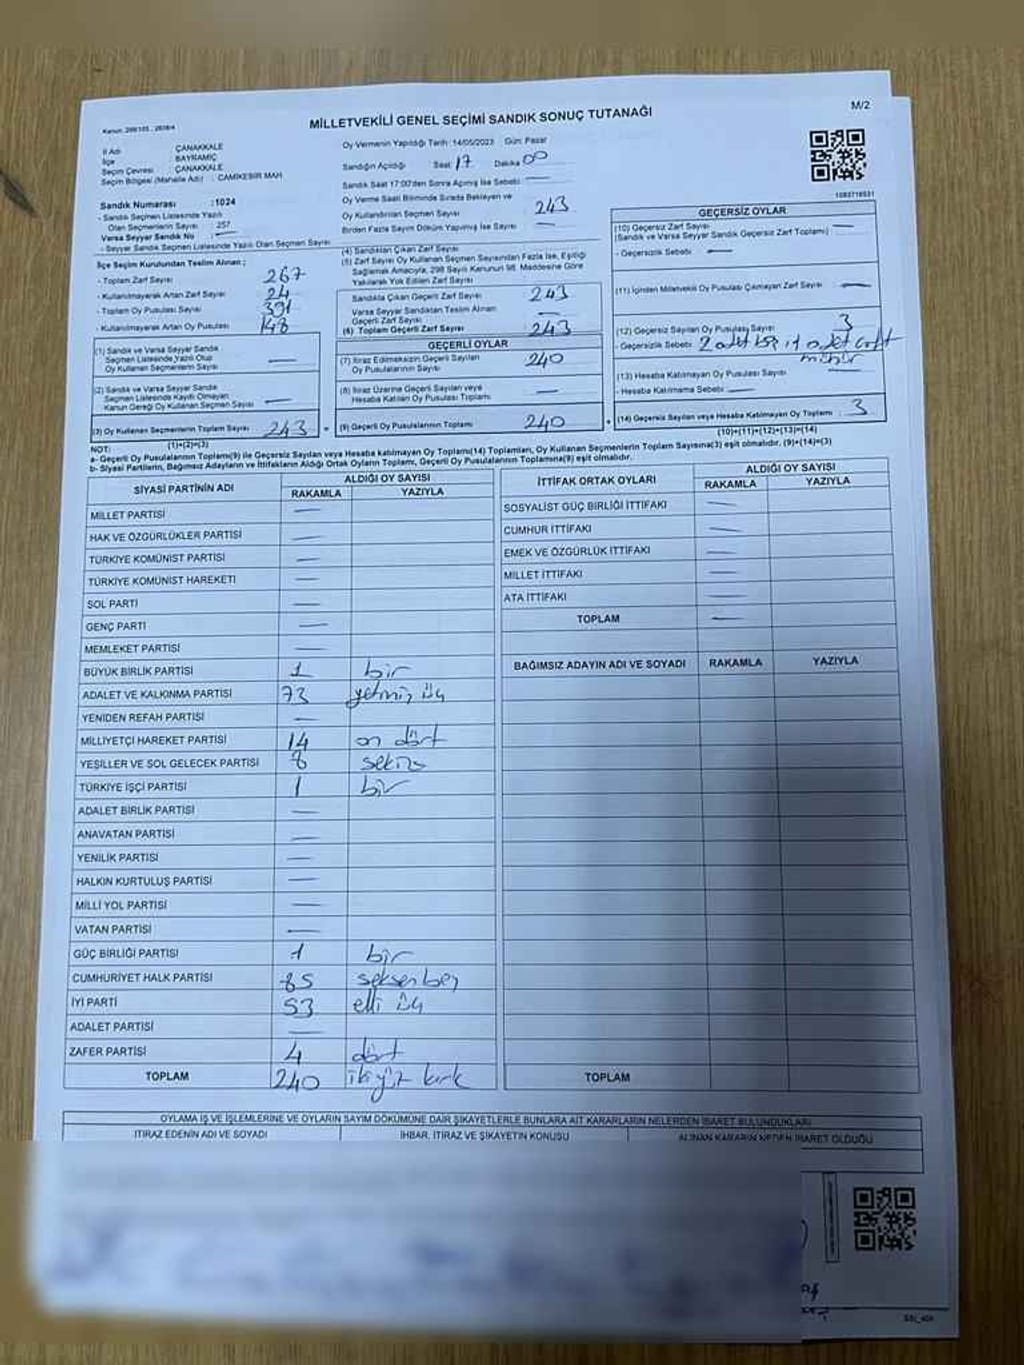 M/2
MİLLETVEKİLİ GENEL SEÇİMİ SANDIK SONUÇ TUTANAĞI
İl Adı : ÇANAKKALE
İlçe : BAYRAMİÇ
Seçim Çevresi : ÇANAKKALE
Seçim Bölgesi (Mahalle Adı) : CAMİKEBİR MAH
Sandık Numarası :1024
- Sandık Seçmen Listesinde Yazılı
Olan Seçmenlerin Sayısı : 257
Varsa Seyyar Sandık No : —
- Seyyar Sandık Seçmen Listesinde Yazılı Olan Seçmen Sayısı
İlçe Seçim Kurulundan Teslim Alınan ;
- Toplam Zarf Sayısı 267
- Kullanılmayarak Artan Zarf Sayısı 24
- Toplam Oy Pusulası Sayısı 391
- Kullanılmayarak Artan Oy Pusulası 148
(1) Sandık ve Varsa Seyyar Sandık
Seçmen Listesinde Yazılı Olup
Oy Kullanan Seçmenlerin Sayısı —
(2) Sandık ve Varsa Seyyar Sandık
Seçmen Listesinde Kayıtlı Olmayan
Kanun Gereği Oy Kullanan Seçmen Sayısı —
(3) Oy Kullanan Seçmenlerin Toplam Sayısı 243 =
(1)+(2)=(3)
Oy Vermenin Yapıldığı Tarih :14/05/2023 Gün: Pazar
Sandığın Açıldığı Saat: 17 Dakika 00
Sandık Saat 17:00'den Sonra Açılmış İse Sebebi: —
Oy Verme Saati Bitiminde Sırada Bekleyen ve
Oy Kullandırılan Seçmen Sayısı 243
Birden Fazla Sayım Döküm Yapılmış İse Sayısı —
(4) Sandıktan Çıkan Zarf Sayısı
(5) Zarf Sayısı Oy Kullanan Seçmen Sayısından Fazla İse, Eşitliği
Sağlamak Amacıyla, 298 Sayılı Kanunun 98. Maddesine Göre
Yakılarak Yok Edilen Zarf Sayısı
Sandıkta Çıkan Geçerli Zarf Sayısı 243
Varsa Seyyar Sandıktan Teslim Alınan
Geçerli Zarf Sayısı —
(6) Toplam Geçerli Zarf Sayısı 243
GEÇERLİ OYLAR
(7) İtiraz Edilmeksizin Geçerli Sayılan
Oy Pusulalarının Sayısı 240
(8) İtiraz Üzerine Geçerli Sayılan veya
Hesaba Katılan Oy Pusulası Toplamı —
(9) Geçerli Oy Pusulalarının Toplamı 240 +
GEÇERSİZ OYLAR
(10) Geçersiz Zarf Sayısı
(Sandık ve Varsa Seyyar Sandık Geçersiz Zarf Toplamı) —
- Geçersizlik Sebebi: —
(11) İçinden Milletvekili Oy Pusulası Çıkmayan Zarf Sayısı —
(12) Geçersiz Sayılan Oy Pusulası Sayısı 3
- Geçersizlik Sebebi: 2 adet adet çift
mühür
(13) Hesaba Katılmayan Oy Pusulası Sayısı —
- Hesaba Katılmama Sebebi: —
(14) Geçersiz Sayılan veya Hesaba Katılmayan Oy Toplamı 3
(10)+(11)+(12)+(13)=(14)
NOT:
a- Geçerli Oy Pusulaları Toplamı(9) ile Geçersiz Sayılan veya Hesaba katılmayan Oy Toplamı(14) Toplamları, Oy Kullanan Seçmenlerin Toplam Sayısına(3) eşit olmalıdır. (9)+(14)=(3)
b- Siyasi Partilerin, Bağımsız Adayların ve İttifakların Aldığı Ortak Oyların Toplamı, Geçerli Oy Pusulalarının Toplamına(9) eşit olmalıdır.
SİYASİ PARTİNİN ADI ALDIĞI OY SAYISI
RAKAMLA YAZIYLA
MİLLET PARTİSİ —
HAK VE ÖZGÜRLÜKLER PARTİSİ —
TÜRKİYE KOMÜNİST PARTİSİ —
TÜRKİYE KOMÜNİST HAREKETİ —
SOL PARTİ —
GENÇ PARTİ —
MEMLEKET PARTİSİ —
BÜYÜK BİRLİK PARTİSİ 1 bir
ADALET VE KALKINMA PARTİSİ 73 yetmiş üç
YENİDEN REFAH PARTİSİ —
MİLLİYETÇİ HAREKET PARTİSİ 14 on dört
YEŞİLLER VE SOL GELECEK PARTİSİ 8 sekiz
TÜRKİYE İŞÇİ PARTİSİ 1 bir
ADALET BİRLİK PARTİSİ —
ANAVATAN PARTİSİ —
YENİLİK PARTİSİ —
HALKIN KURTULUŞ PARTİSİ —
MİLLİ YOL PARTİSİ —
VATAN PARTİSİ —
GÜÇ BİRLİĞİ PARTİSİ 1 bir
CUMHURİYET HALK PARTİSİ 85 seksen beş
İYİ PARTİ 53 elli üç
ADALET PARTİSİ —
ZAFER PARTİSİ 4 dört
TOPLAM 240 iki yüz kırk
İTTİFAK ORTAK OYLARI ALDIĞI OY SAYISI
RAKAMLA YAZIYLA
SOSYALİST GÜÇ BİRLİĞİ İTTİFAKI —
CUMHUR İTTİFAKI —
EMEK VE ÖZGÜRLÜK İTTİFAKI —
MİLLET İTTİFAKI —
ATA İTTİFAKI —
TOPLAM —
BAĞIMSIZ ADAYIN ADI VE SOYADI RAKAMLA YAZIYLA
TOPLAM
OYLAMA İŞ VE İŞLEMLERİNE VE OYLARIN SAYIM DÖKÜMÜNE DAİR ŞİKAYETLERLE BUNLARA AİT KARARLARIN NELERDEN İBARET BULUNDUKLARI
İTİRAZ EDENİN ADI VE SOYADI İHBAR, İTİRAZ VE ŞİKAYETİN KONUSU ALINAN KARARIN NEDEN İBARET OLDUĞU